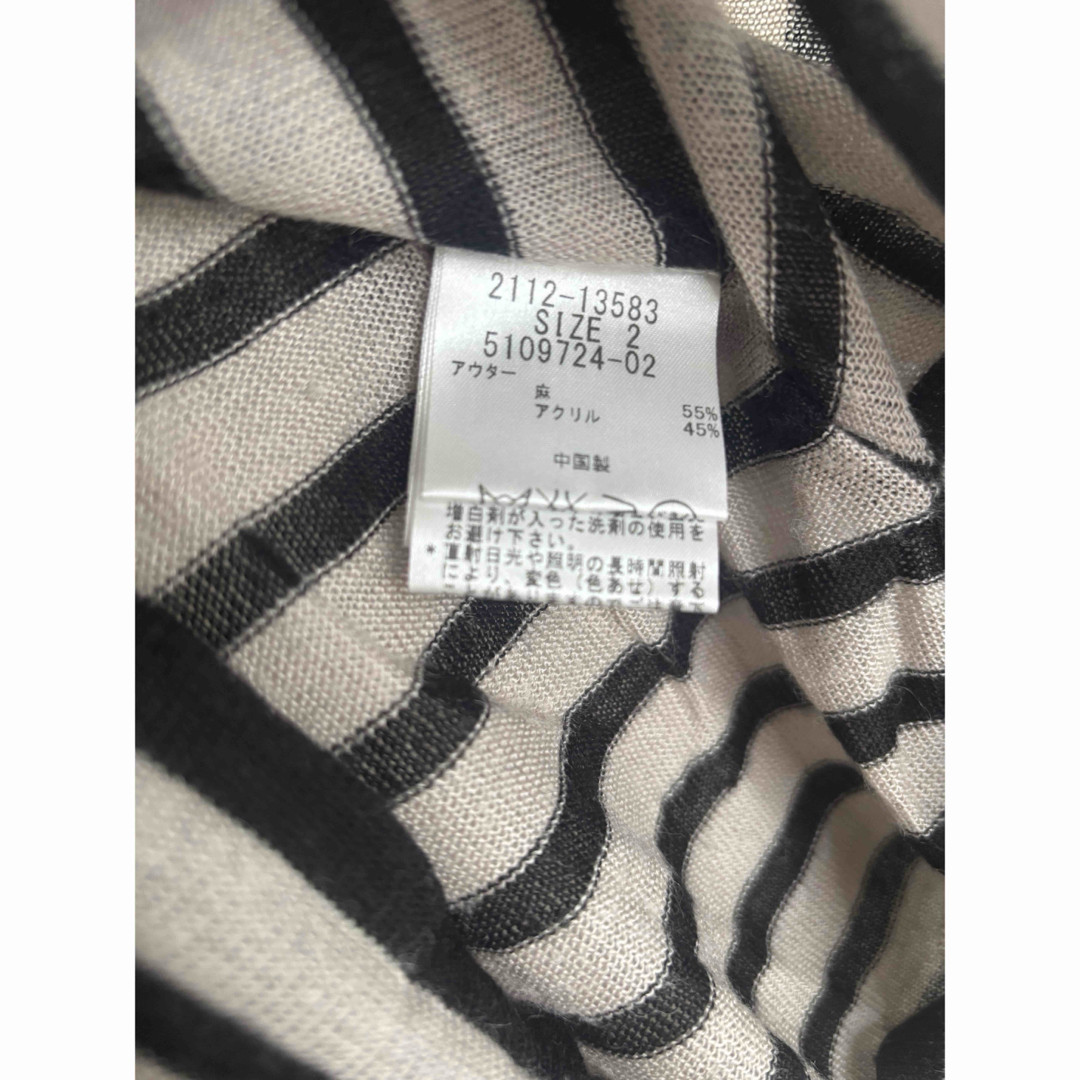 2112-13583
SIZE 2
5109724-02
アウター
麻 55%
アクリル 45%
中国製
増白剤が入った洗剤の使用を
お避け下さい。
*直射日光や照明の長時間照射
により、変色(色あせ)する